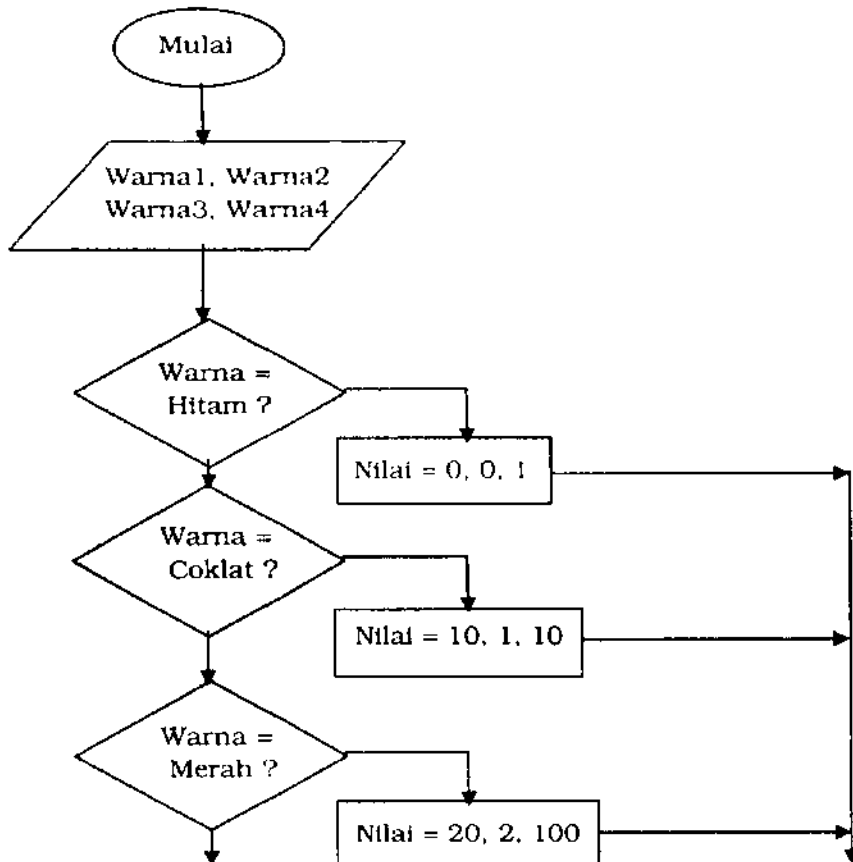 Mulai
Warna1, Warna2
Warna3, Warna4
Warna =
Hitam ?
Nilai = 0, 0, 1
Warna =
Coklat ?
Nilai = 10, 1, 10
Warna =
Merah ?
Nilai = 20, 2, 100